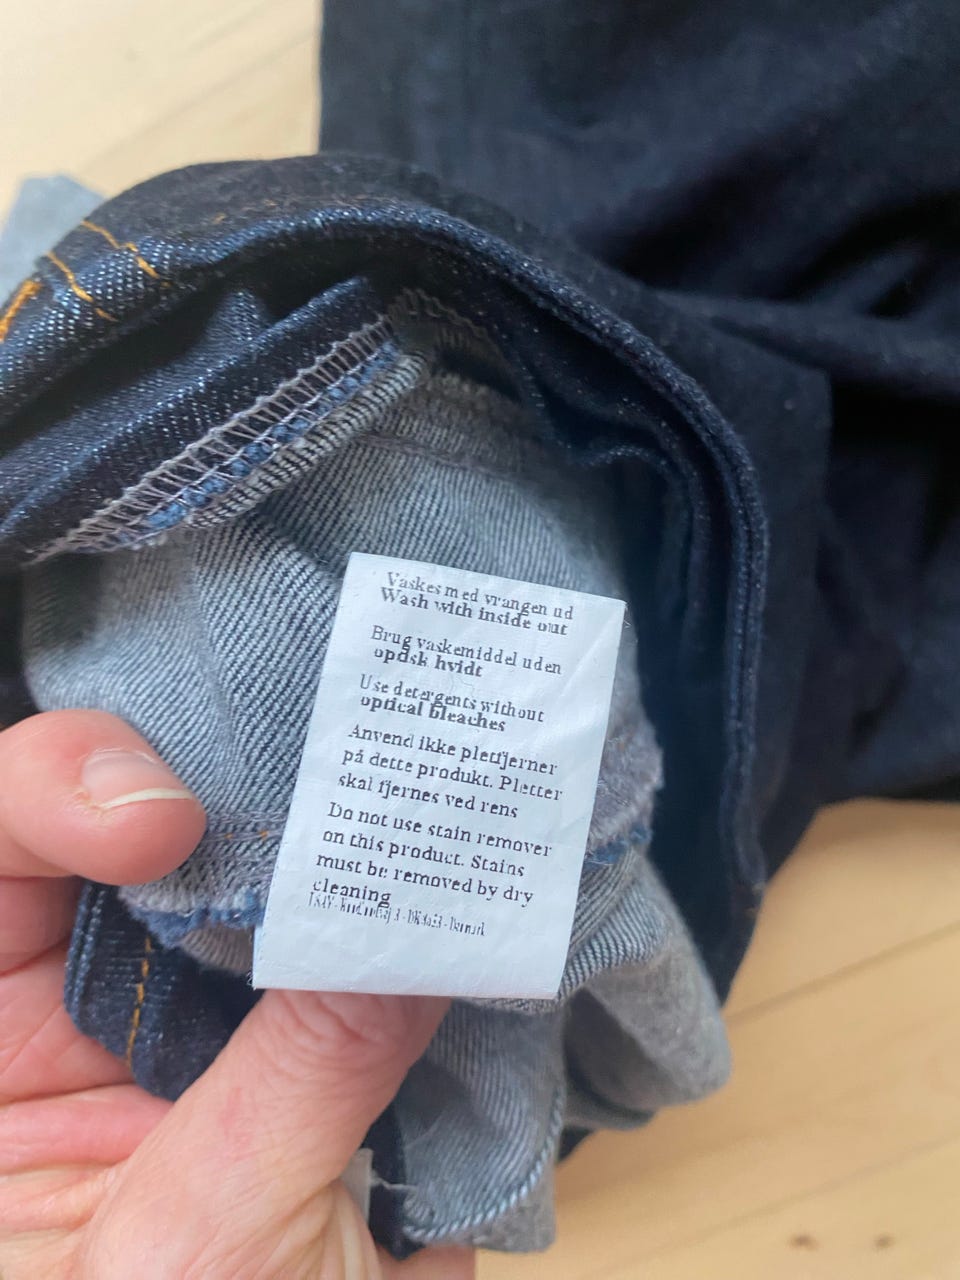 Vaskes med vrangen ud
Wash with inside out
Brug vaskemiddel uden
optisk hvidt
Use detergents without
optical bleaches
Anvend ikke pletfjerner
på dette produkt. Pletter
skal fjernes ved rens
Do not use stain remover
on this product. Stains
must be removed by dry
cleaning